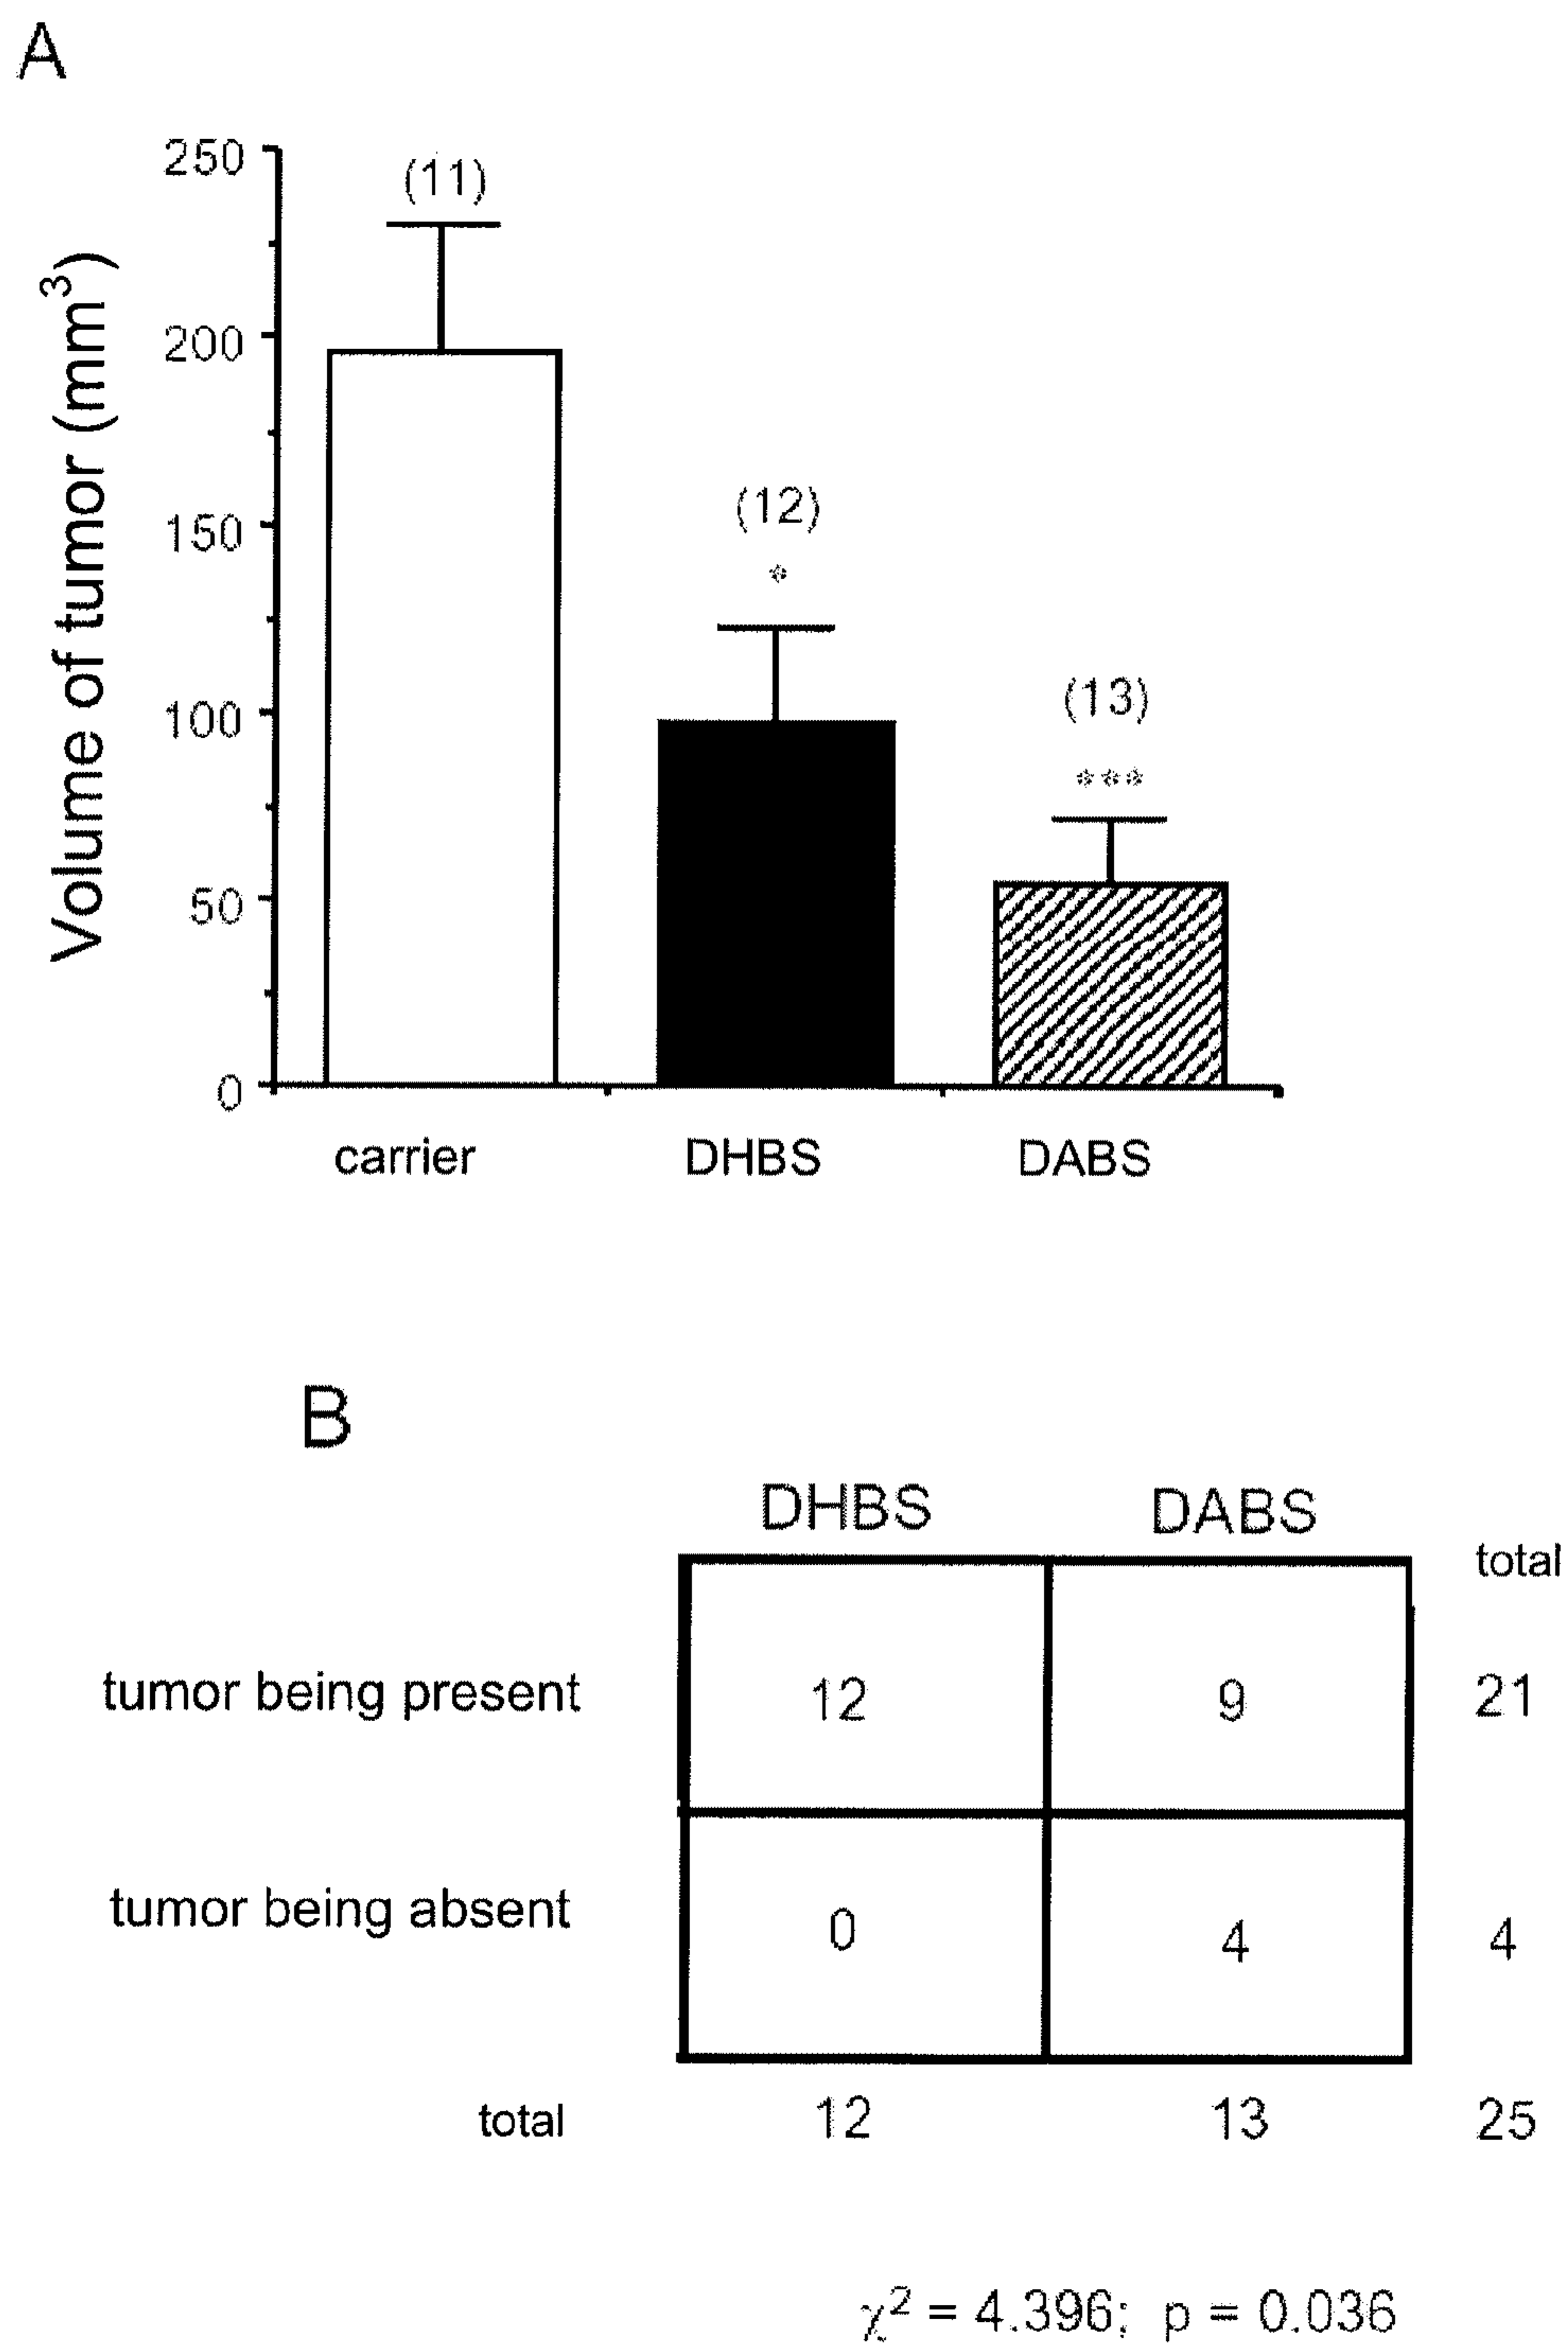 A
250
(11)
200
150
(12)
*
100
(13)
***
50
0
Volume of tumor (mm³)
carrier DHBS DABS
B
DHBS DABS
total
tumor being present 12 9 21
tumor being absent 0 4 4
total 12 13 25
χ² = 4.396; p = 0.036